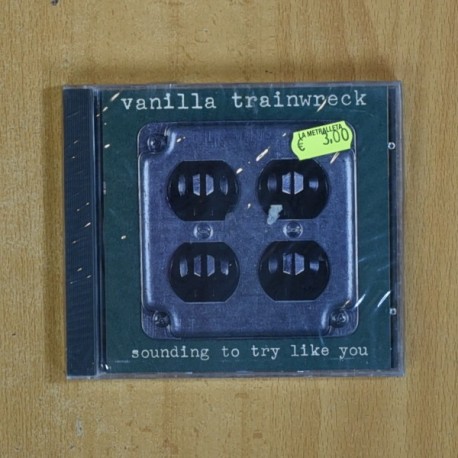 vanilla trainwreck
LA METRALLETA
€ 3.00
sounding to try like you